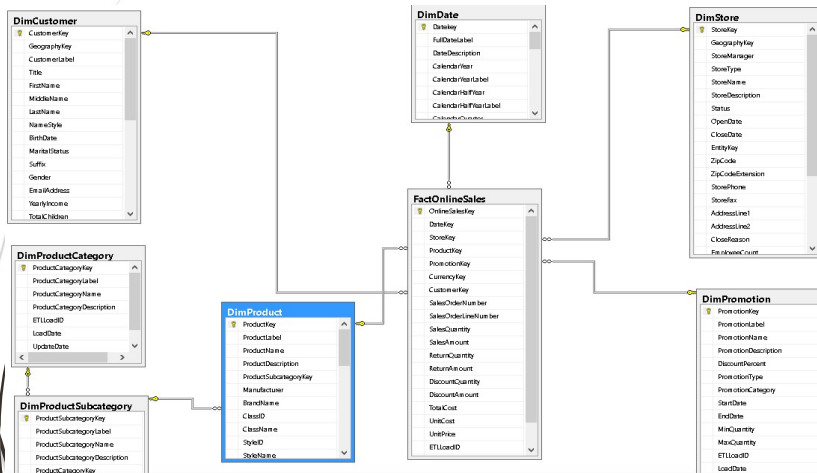 DimCustomer
CustomerKey
GeographyKey
CustomerLabel
Title
FirstName
MiddleName
LastName
NameStyle
BirthDate
MaritalStatus
Suffix
Gender
EmailAddress
YearlyIncome
TotalChildren
DimDate
Datekey
FullDateLabel
DateDescription
CalendarYear
CalendarYearLabel
CalendarHalfYear
CalendarHalfYearLabel
CalendarQuarter
DimStore
StoreKey
GeographyKey
StoreManager
StoreType
StoreName
StoreDescription
Status
OpenDate
CloseDate
EntityKey
ZipCode
ZipCodeExtension
StorePhone
StoreFax
AddressLine1
AddressLine2
CloseReason
EmployeeCount
FactOnlineSales
OnlineSalesKey
DateKey
StoreKey
ProductKey
PromotionKey
CurrencyKey
CustomerKey
SalesOrderNumber
SalesOrderLineNumber
SalesQuantity
SalesAmount
ReturnQuantity
ReturnAmount
DiscountQuantity
DiscountAmount
TotalCost
UnitCost
UnitPrice
ETLLoadID
DimProductCategory
ProductCategoryKey
ProductCategoryLabel
ProductCategoryName
ProductCategoryDescription
ETLLoadID
LoadDate
UpdateDate
DimProduct
ProductKey
ProductLabel
ProductName
ProductDescription
ProductSubcategoryKey
Manufacturer
BrandName
ClassID
ClassName
StyleID
StyleName
DimPromotion
PromotionKey
PromotionLabel
PromotionName
PromotionDescription
DiscountPercent
PromotionType
PromotionCategory
StartDate
EndDate
MinQuantity
MaxQuantity
ETLLoadID
LoadDate
DimProductSubcategory
ProductSubcategoryKey
ProductSubcategoryLabel
ProductSubcategoryName
ProductSubcategoryDescription
ProductCategoryKey